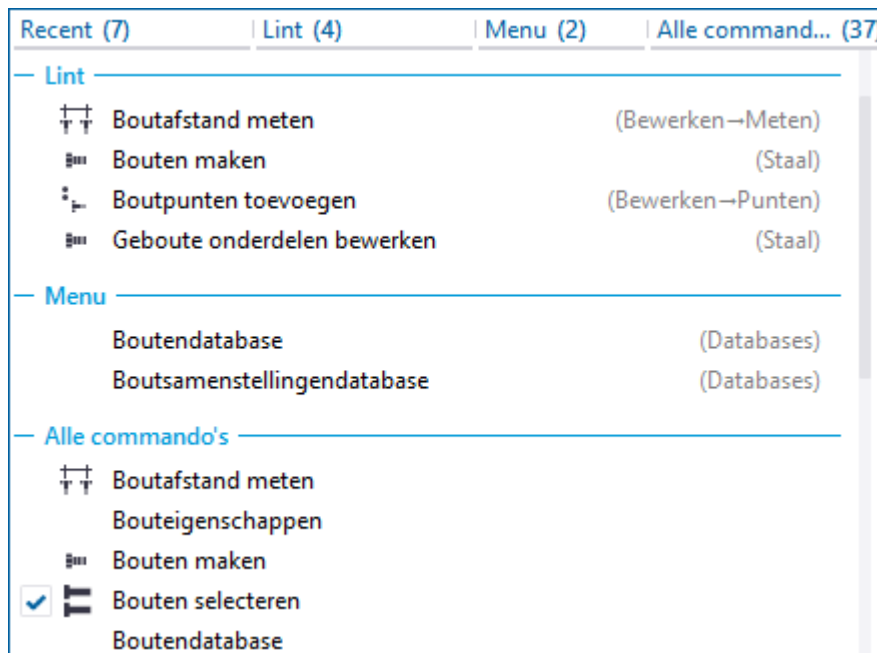 Recent (7) Lint (4) Menu (2) Alle command... (37)
Lint
Boutafstand meten (Bewerken→Meten)
Bouten maken (Staal)
Boutpunten toevoegen (Bewerken→Punten)
Geboute onderdelen bewerken (Staal)
Menu
Boutendatabase (Databases)
Boutsamenstellingendatabase (Databases)
Alle commando's
Boutafstand meten
Bouteigenschappen
Bouten maken
Bouten selecteren
Boutendatabase